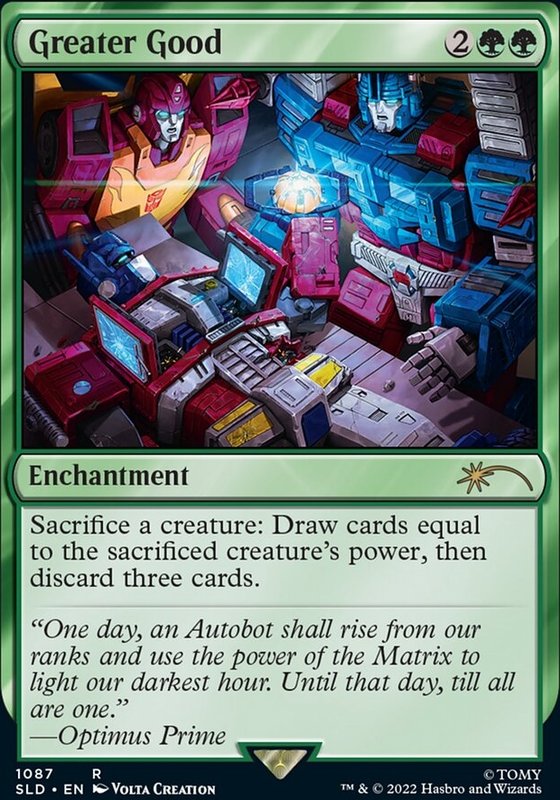 Greater Good
2
Enchantment
Sacrifice a creature: Draw cards equal
to the sacrificed creature's power, then
discard three cards.
“One day, an Autobot shall rise from our
ranks and use the power of the Matrix to
light our darkest hour. Until that day, till all
are one.”
—Optimus Prime
1087 R
SLD • EN Volta Creation
© TOMY
™ & © 2022 Hasbro and Wizards